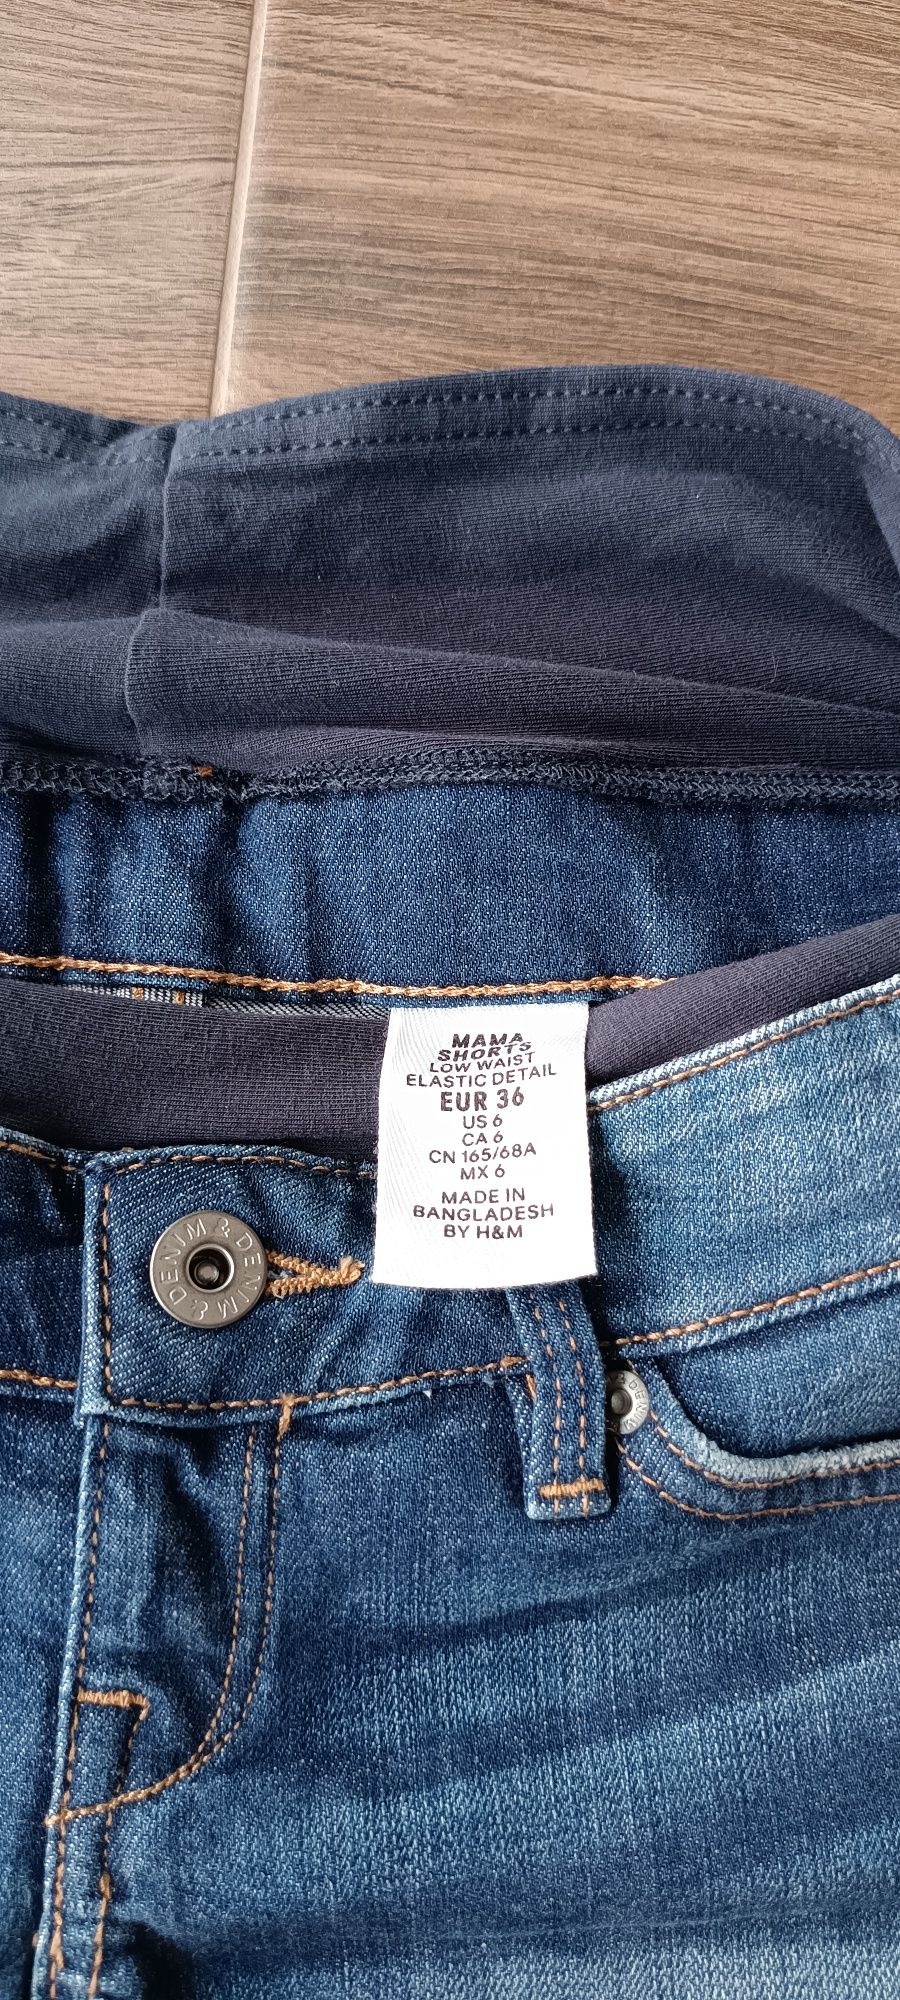 MAMA
SHORTS
LOW WAIST
ELASTIC DETAIL
EUR 36
US 6
CA 6
CN 165/68A
MX 6
MADE IN
BANGLADESH
BY H&M
DENIM & DENIM &